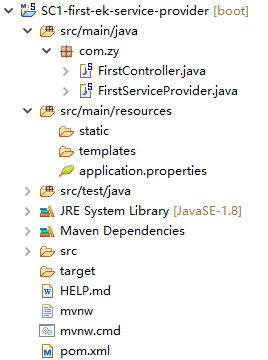 SC1-first-ek-service-provider [boot]
src/main/java
com.zy
FirstController.java
FirstServiceProvider.java
src/main/resources
static
templates
application.properties
src/test/java
JRE System Library [JavaSE-1.8]
Maven Dependencies
src
target
HELP.md
mvnw
mvnw.cmd
pom.xml